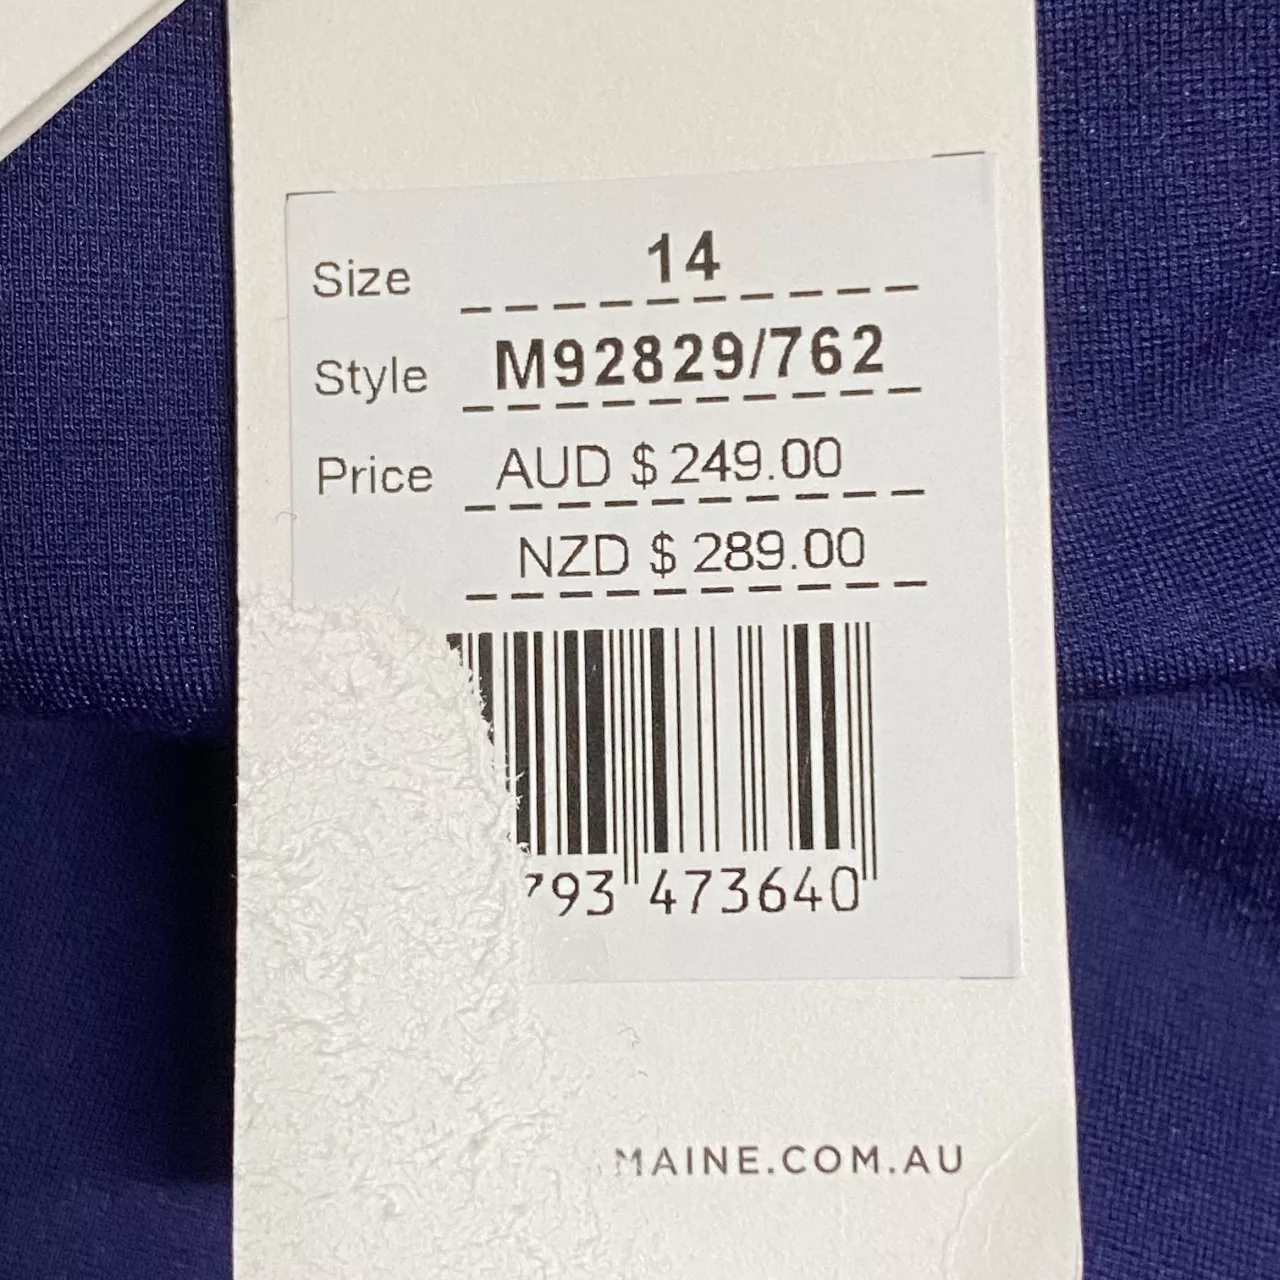 Size 14
Style M92829/762
Price AUD $ 249.00
NZD $ 289.00
793 473640
MAINE.COM.AU